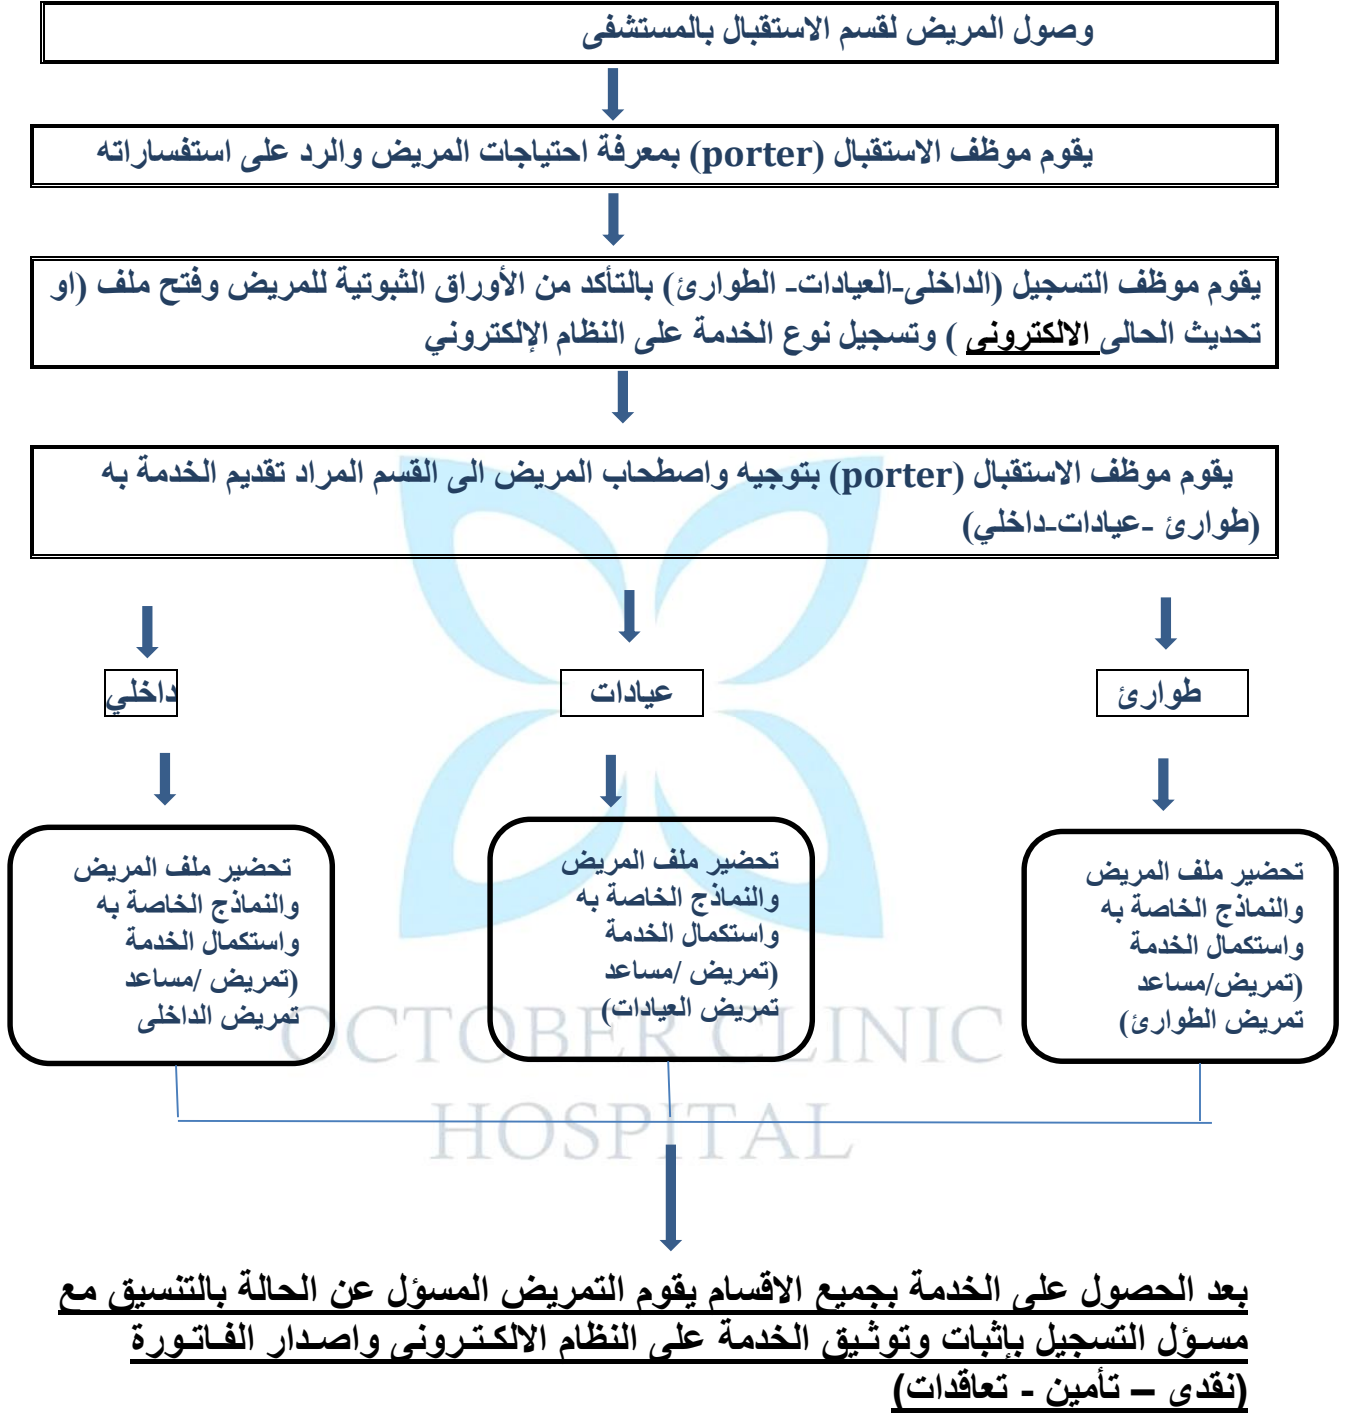 وصول المريض لقسم الاستقبال بالمستشفى
يقوم موظف الاستقبال (porter) بمعرفة احتياجات المريض والرد على استفساراته
يقوم موظف التسجيل (الداخلى-العيادات- الطوارئ) بالتأكد من الأوراق الثبوتية للمريض وفتح ملف (او
تحديث الحالى الالكترونى ) وتسجيل نوع الخدمة على النظام الإلكتروني
يقوم موظف الاستقبال (porter) بتوجيه واصطحاب المريض الى القسم المراد تقديم الخدمة به
(طوارئ -عيادات-داخلي)
طوارئ
عيادات
داخلي
تحضير ملف المريض
والنماذج الخاصة به
واستكمال الخدمة
(تمريض/مساعد
تمريض الطوارئ)
تحضير ملف المريض
والنماذج الخاصة به
واستكمال الخدمة
(تمريض /مساعد
تمريض العيادات)
تحضير ملف المريض
والنماذج الخاصة به
واستكمال الخدمة
(تمريض /مساعد
تمريض الداخلى
OCTOBER CLINIC
HOSPITAL
بعد الحصول على الخدمة بجميع الاقسام يقوم التمريض المسؤل عن الحالة بالتنسيق مع
مسؤل التسجيل بإثبات وتوثيق الخدمة على النظام الالكترونى واصدار الفاتورة
(نقدى – تأمين - تعاقدات)